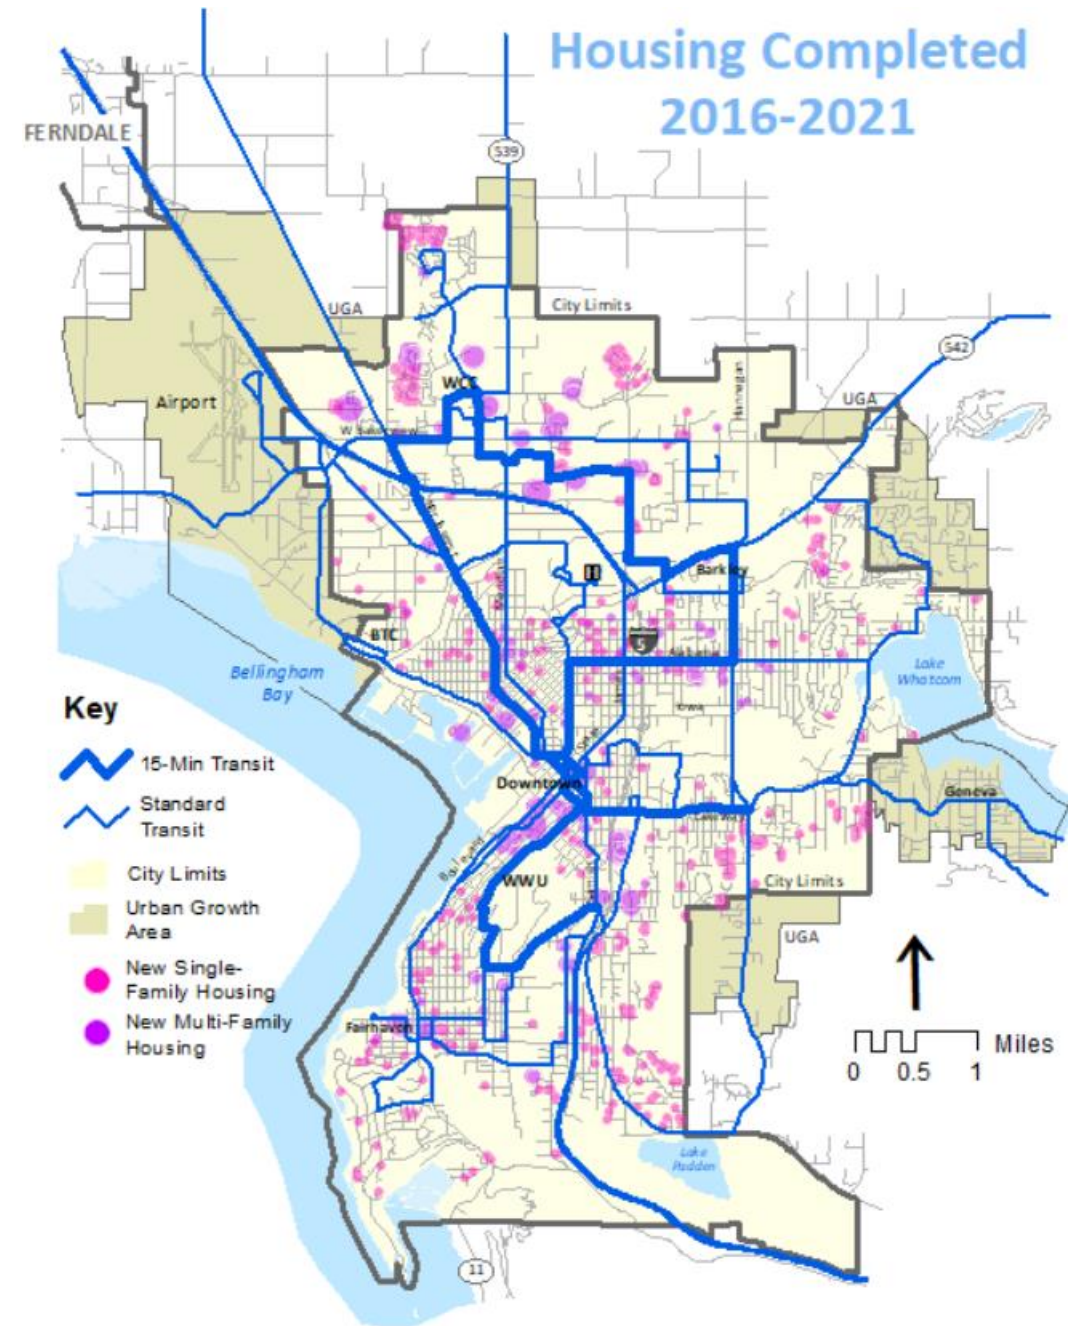 Housing Completed
2016-2021
FERNDALE
539
UGA
City Limits
542
WCC
Hannegan
UGA
Airport
Barkley
H
5
BTC
Bellingham
Bay
Lake
Whatcom
Iowa
Key
15-Min Transit
Standard
Transit
Downtown
Geneva
City Limits
Urban Growth
Area
WWU
City Limits
UGA
New Single-
Family Housing
New Multi-Family
Housing
Fairhaven
Miles
0 0.5 1
Lake
Padden
11